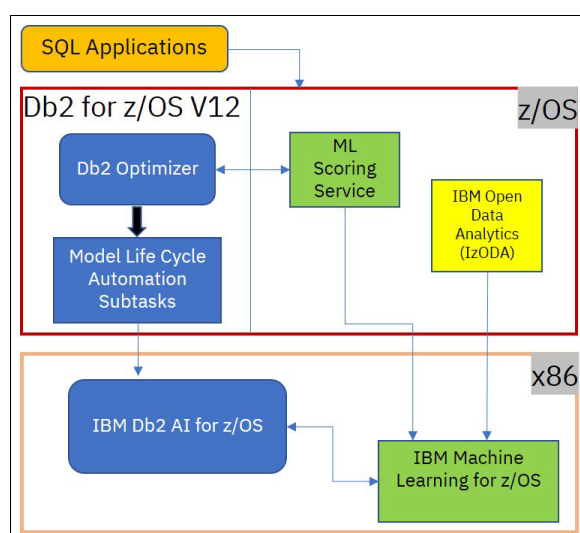 SQL Applications
Db2 for z/OS V12
z/OS
Db2 Optimizer
ML
Scoring
Service
IBM Open
Data
Analytics
(IzODA)
Model Life Cycle
Automation
Subtasks
x86
IBM Db2 AI for z/OS
IBM Machine
Learning for z/OS